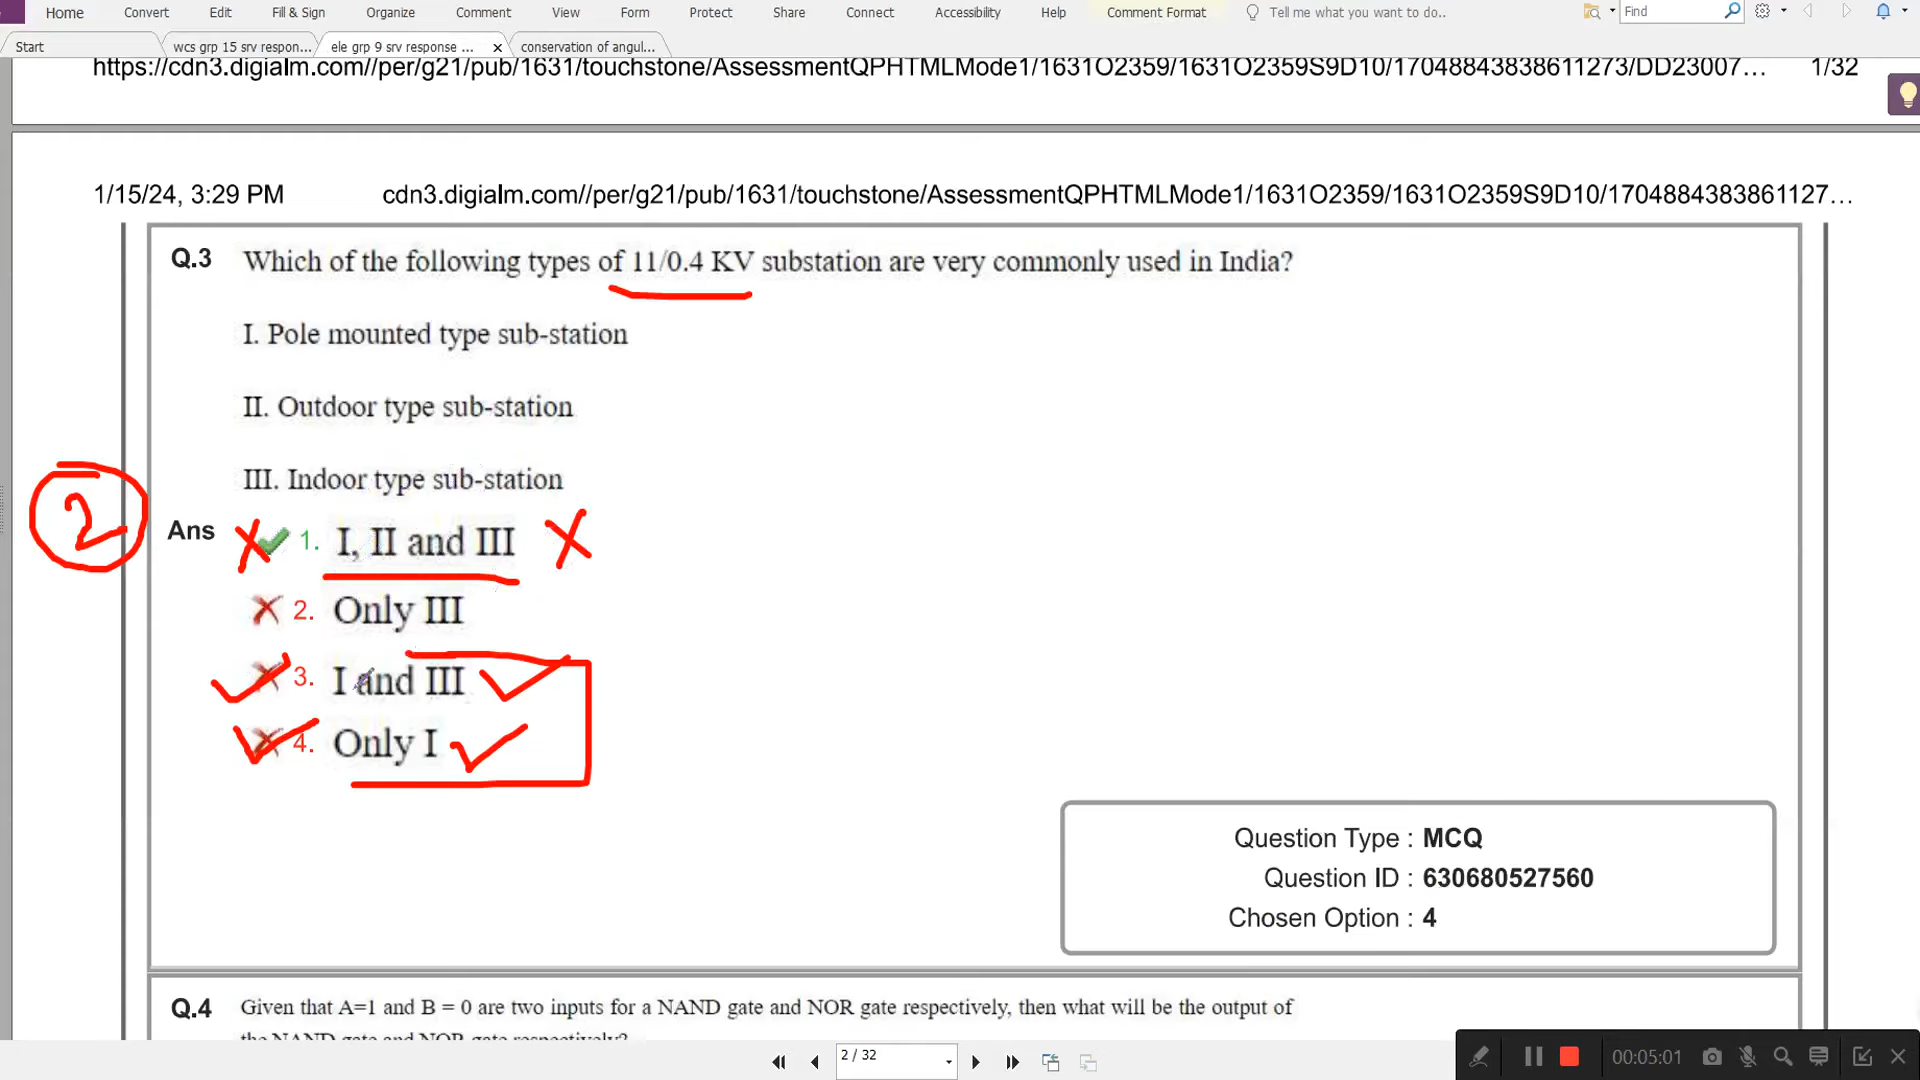 Home Convert Edit Fill & Sign Organize Comment View Form Protect Share Connect Accessibility Help Comment Format Tell me what you want to do.. Find
Start wcs grp 15 srv respon... ele grp 9 srv response ... conservation of angul...
https://cdn3.digialm.com//per/g21/pub/1631/touchstone/AssessmentQPHTMLMode1/1631O2359/1631O2359S9D10/17048843838611273/DD23007... 1/32
1/15/24, 3:29 PM cdn3.digialm.com//per/g21/pub/1631/touchstone/AssessmentQPHTMLMode1/1631O2359/1631O2359S9D10/1704884383861127...
Q.3 Which of the following types of 11/0.4 KV substation are very commonly used in India?
I. Pole mounted type sub-station
II. Outdoor type sub-station
III. Indoor type sub-station
2
Ans 1. I, II and III
2. Only III
3. I and III
4. Only I
Question Type : MCQ
Question ID : 630680527560
Chosen Option : 4
Q.4 Given that A=1 and B = 0 are two inputs for a NAND gate and NOR gate respectively, then what will be the output of
the NAND gate and NOR gate respectively?
2 / 32
00:05:01